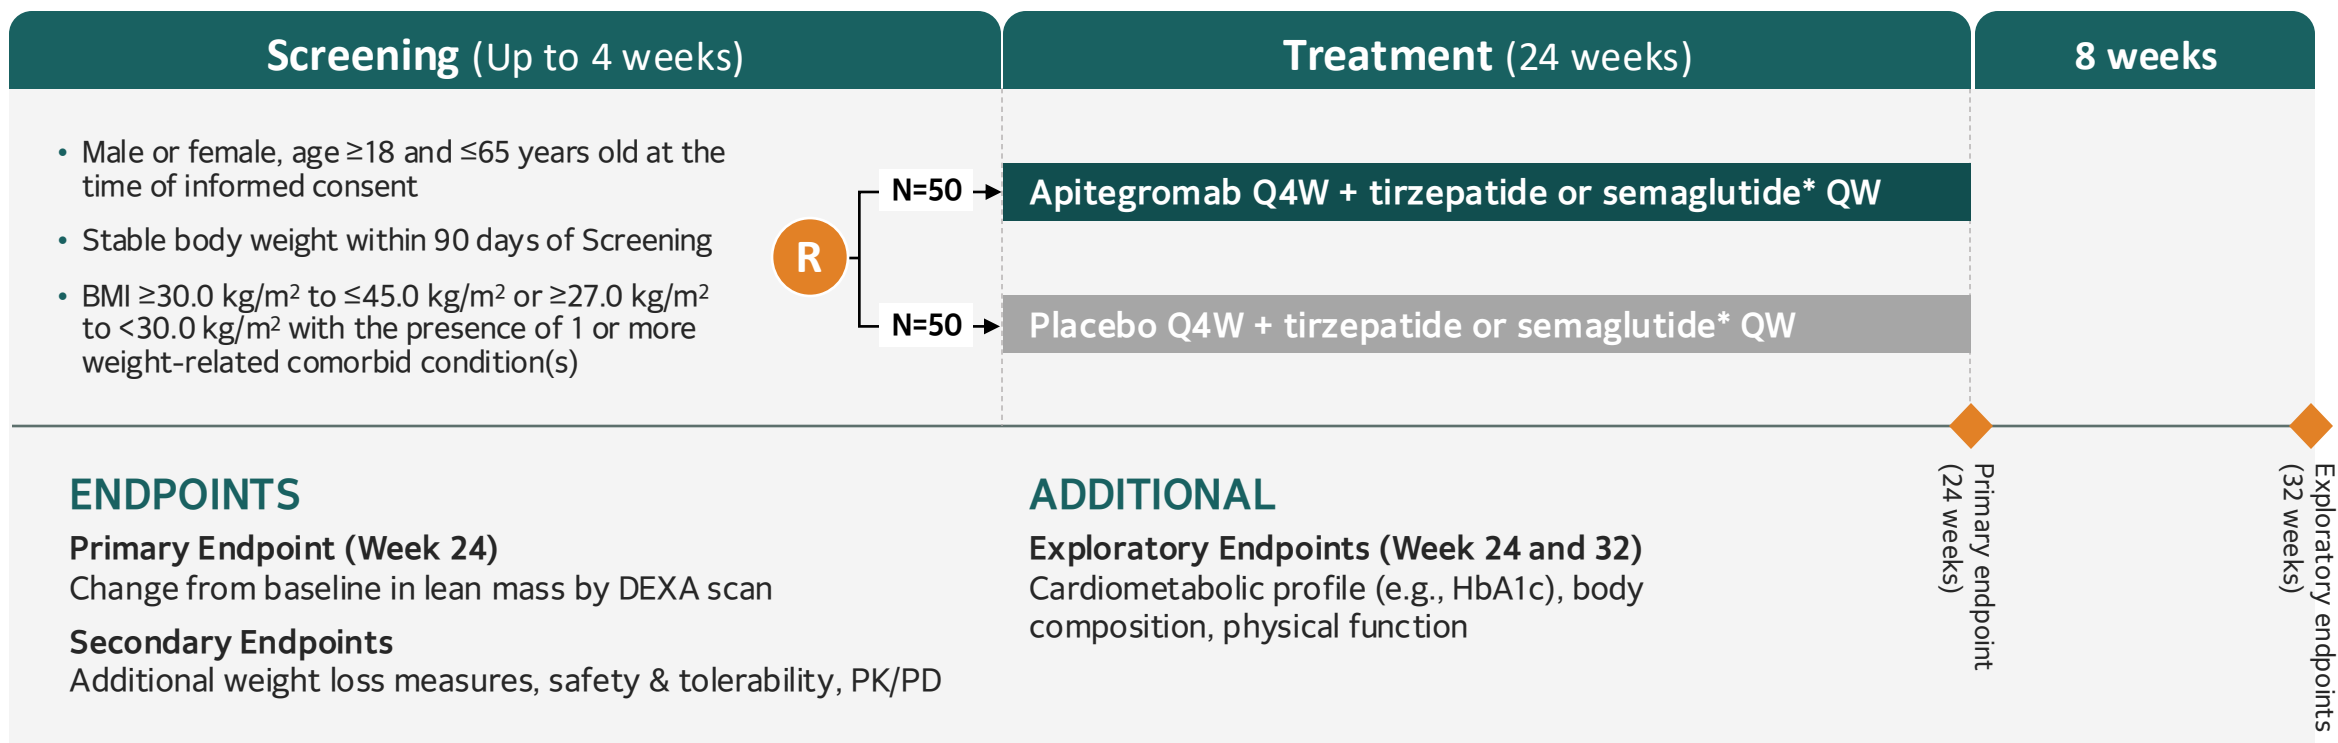 Screening (Up to 4 weeks)
Treatment (24 weeks)
8 weeks
• Male or female, age ≥18 and ≤65 years old at the
time of informed consent
• Stable body weight within 90 days of Screening
• BMI ≥30.0 kg/m² to ≤45.0 kg/m² or ≥27.0 kg/m²
to <30.0 kg/m² with the presence of 1 or more
weight-related comorbid condition(s)
R
N=50
Apitegromab Q4W + tirzepatide or semaglutide* QW
N=50
Placebo Q4W + tirzepatide or semaglutide* QW
ENDPOINTS
Primary Endpoint (Week 24)
Change from baseline in lean mass by DEXA scan
Secondary Endpoints
Additional weight loss measures, safety & tolerability, PK/PD
ADDITIONAL
Exploratory Endpoints (Week 24 and 32)
Cardiometabolic profile (e.g., HbA1c), body
composition, physical function
Primary endpoint
(24 weeks)
Exploratory endpoints
(32 weeks)